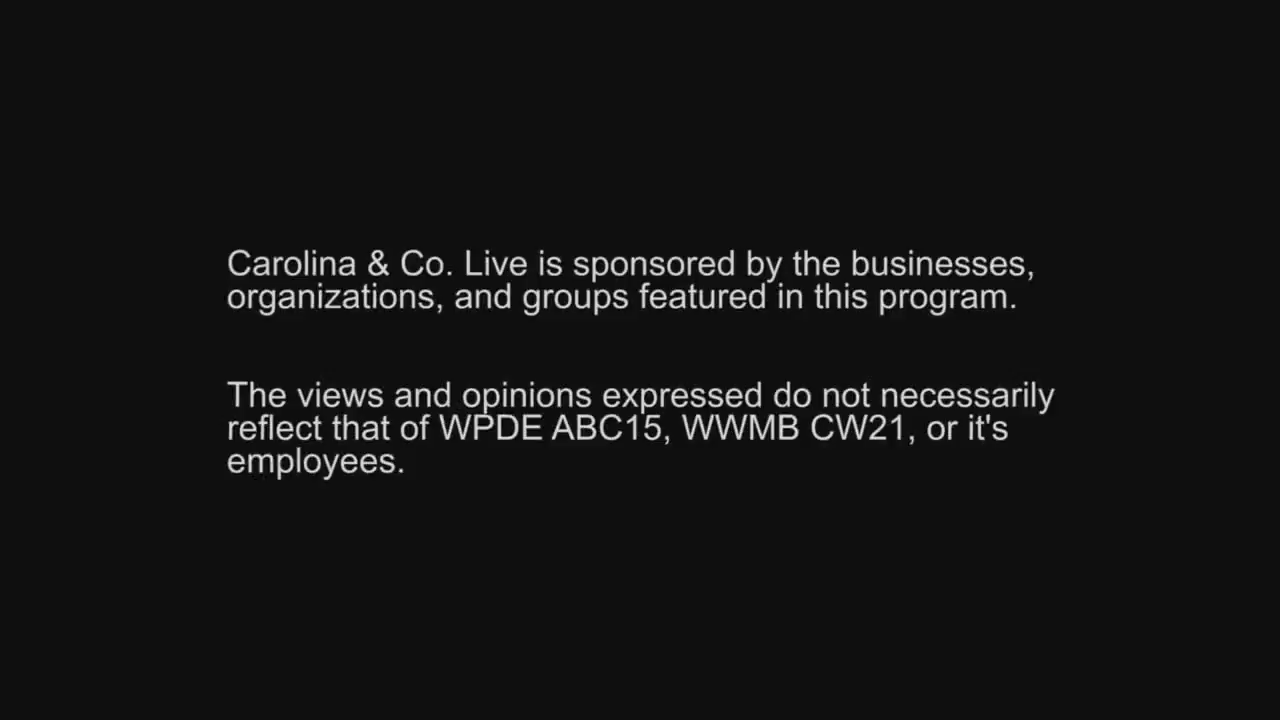 Carolina & Co. Live is sponsored by the businesses,
organizations, and groups featured in this program.
The views and opinions expressed do not necessarily
reflect that of WPDE ABC15, WWMB CW21, or it's
employees.